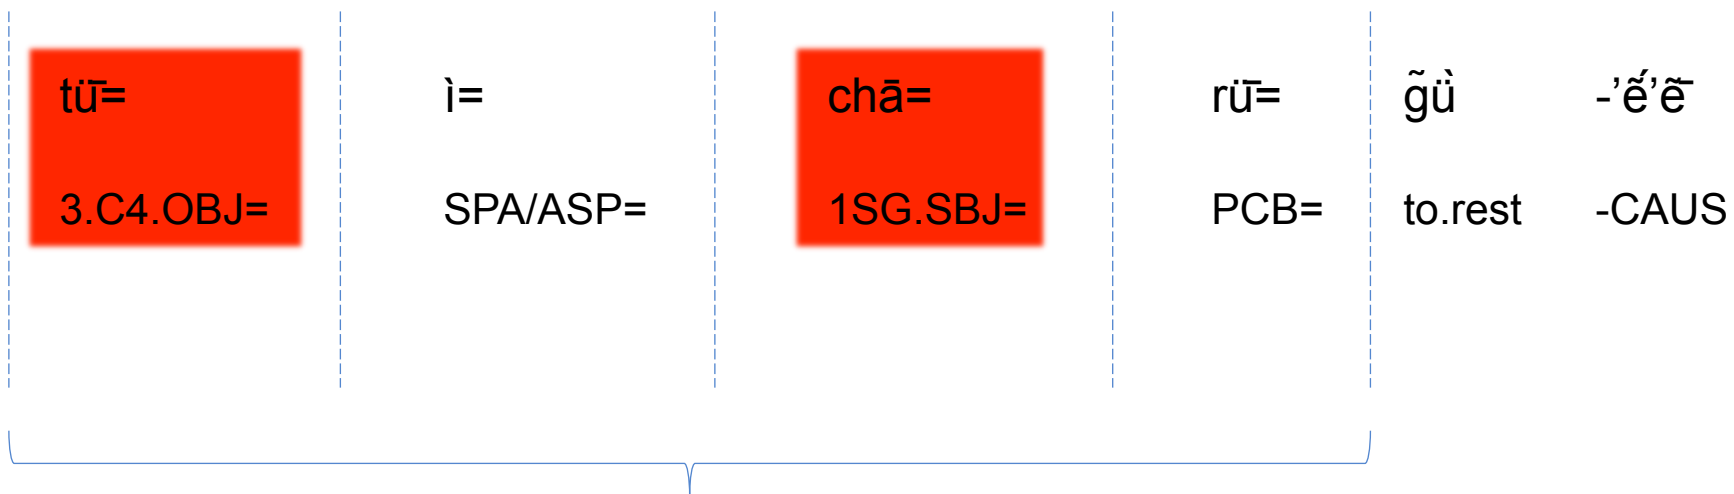 tǖ= ì= chā= rǖ= g̃ǜ -’ẽ́’ẽ̄
3.C4.OBJ= SPA/ASP= 1SG.SBJ= PCB= to.rest -CAUS